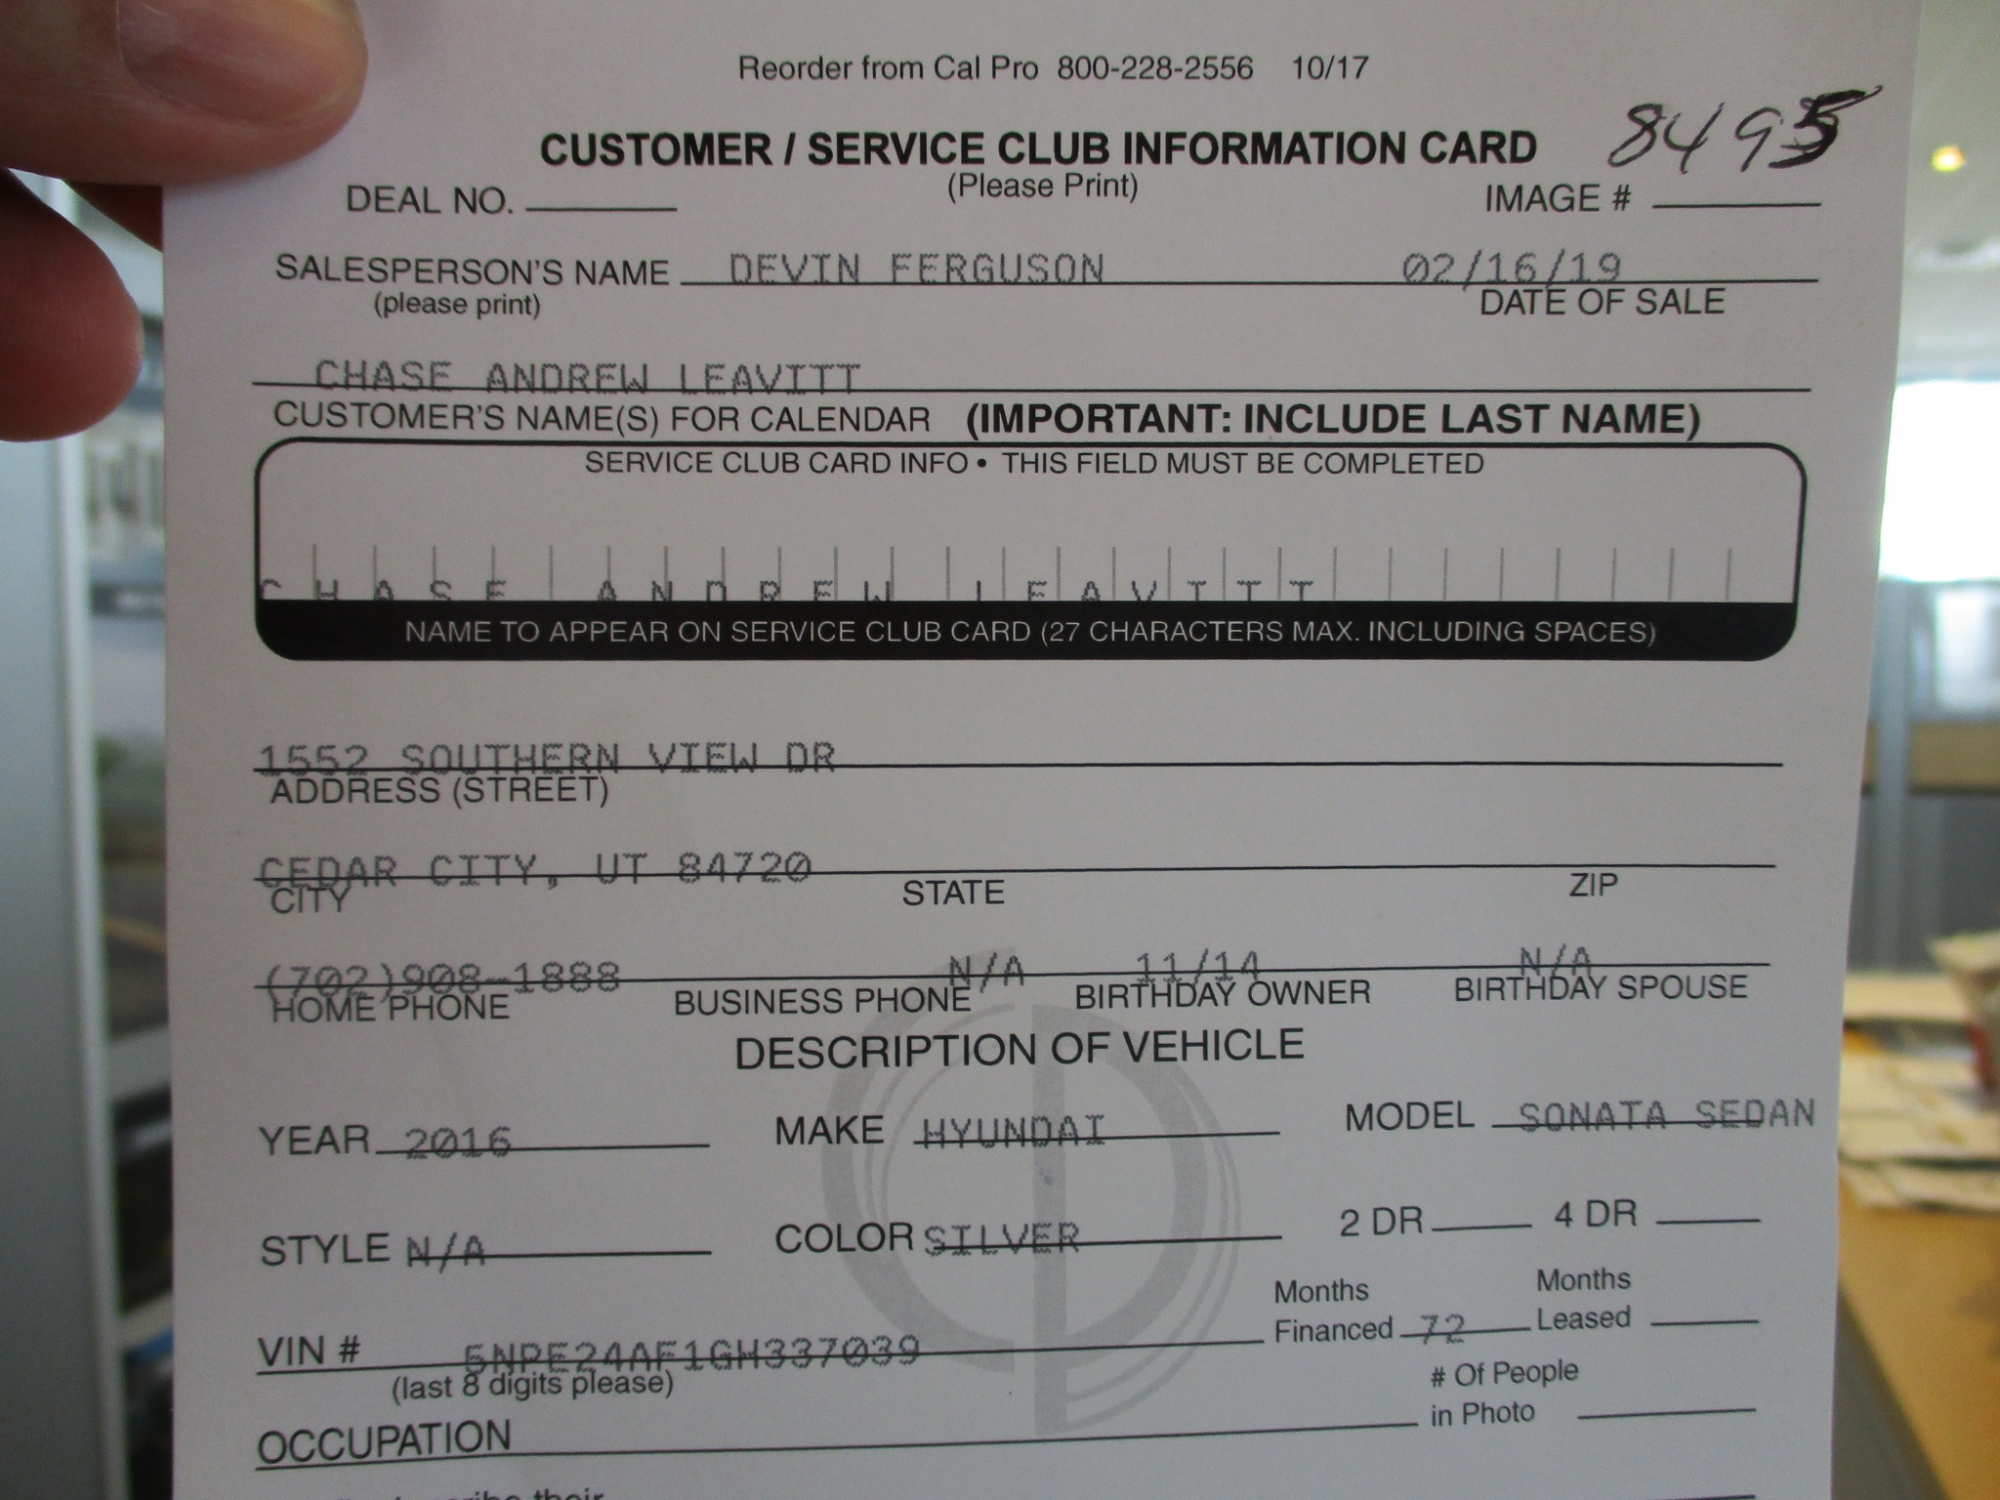 Reorder from Cal Pro 800-228-2556 10/17
CUSTOMER / SERVICE CLUB INFORMATION CARD 8495
(Please Print)
DEAL NO. IMAGE #
SALESPERSON'S NAME DEVIN FERGUSON 02/16/19
(please print) DATE OF SALE
CHASE ANDREW LEAVITT
CUSTOMER'S NAME(S) FOR CALENDAR (IMPORTANT: INCLUDE LAST NAME)
SERVICE CLUB CARD INFO • THIS FIELD MUST BE COMPLETED
CHASE ANDREW LEAVITT
NAME TO APPEAR ON SERVICE CLUB CARD (27 CHARACTERS MAX. INCLUDING SPACES)
1552 SOUTHERN VIEW DR
ADDRESS (STREET)
CEDAR CITY, UT 84720
CITY STATE ZIP
(702)908-1888 N/A 11/14 N/A
HOME PHONE BUSINESS PHONE BIRTHDAY OWNER BIRTHDAY SPOUSE
DESCRIPTION OF VEHICLE
YEAR 2016 MAKE HYUNDAI MODEL SONATA SEDAN
STYLE N/A COLOR SILVER 2 DR 4 DR
Months Months
VIN # 5NPE24AF1GH337039 Financed 72 Leased
(last 8 digits please) # Of People
OCCUPATION in Photo
their